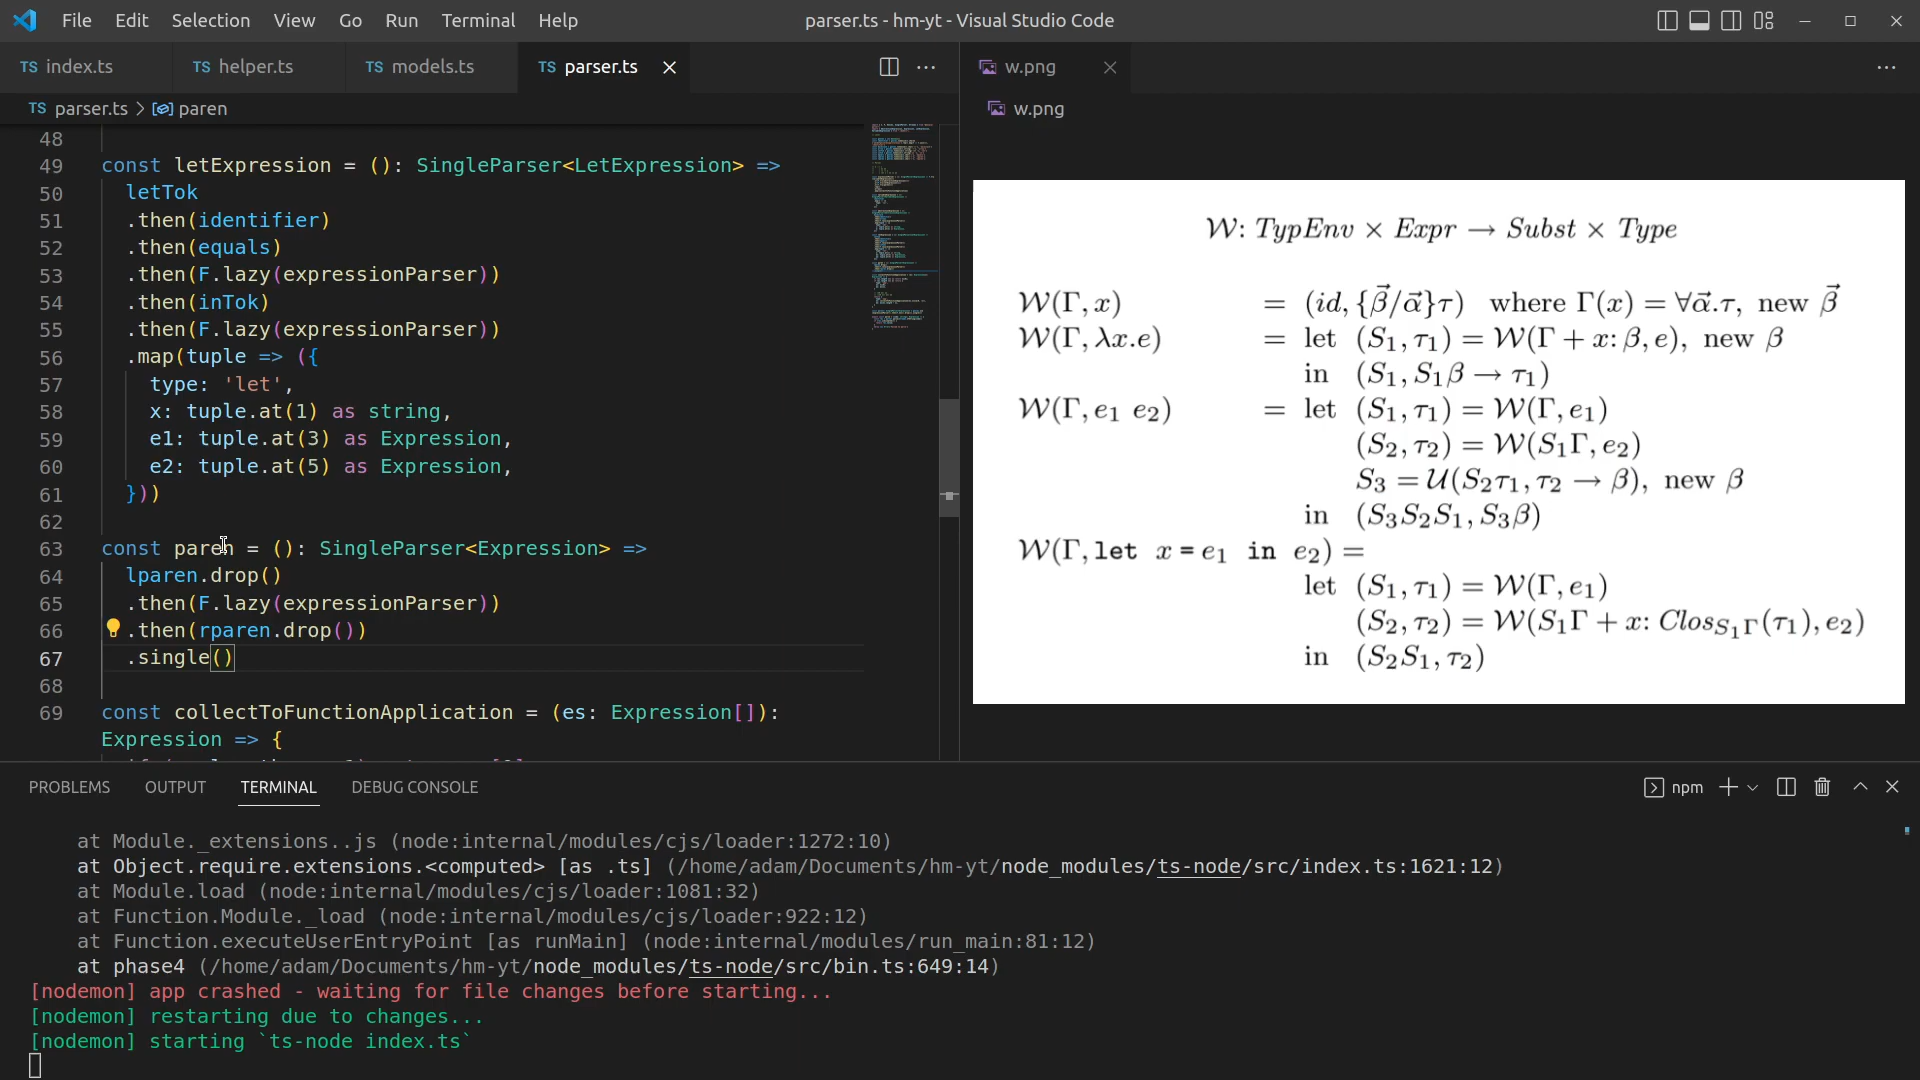 File Edit Selection View Go Run Terminal Help
parser.ts - hm-yt - Visual Studio Code
TS index.ts TS helper.ts TS models.ts TS parser.ts
w.png
TS parser.ts > paren
w.png
48
49 const letExpression = (): SingleParser<LetExpression> =>
50 letTok
51 .then(identifier)
52 .then(equals)
53 .then(F.lazy(expressionParser))
54 .then(inTok)
55 .then(F.lazy(expressionParser))
56 .map(tuple => ({
57 type: 'let',
58 x: tuple.at(1) as string,
59 e1: tuple.at(3) as Expression,
60 e2: tuple.at(5) as Expression,
61 }))
62
63 const paren = (): SingleParser<Expression> =>
64 lparen.drop()
65 .then(F.lazy(expressionParser))
66 .then(rparen.drop())
67 .single()
68
69 const collectToFunctionApplication = (es: Expression[]):
Expression => {
𝒲: TypEnv × Expr → Subst × Type
𝒲(Γ, x) = (id, {β⃗/α⃗}τ) where Γ(x) = ∀α⃗.τ, new β⃗
𝒲(Γ, λx.e) = let (S₁, τ₁) = 𝒲(Γ + x: β, e), new β
in (S₁, S₁β → τ₁)
𝒲(Γ, e₁ e₂) = let (S₁, τ₁) = 𝒲(Γ, e₁)
(S₂, τ₂) = 𝒲(S₁Γ, e₂)
S₃ = 𝒰(S₂τ₁, τ₂ → β), new β
in (S₃S₂S₁, S₃β)
𝒲(Γ, let x = e₁ in e₂) =
let (S₁, τ₁) = 𝒲(Γ, e₁)
(S₂, τ₂) = 𝒲(S₁Γ + x: Clos_{S₁Γ}(τ₁), e₂)
in (S₂S₁, τ₂)
PROBLEMS OUTPUT TERMINAL DEBUG CONSOLE
npm
at Module._extensions..js (node:internal/modules/cjs/loader:1272:10)
at Object.require.extensions.<computed> [as .ts] (/home/adam/Documents/hm-yt/node_modules/ts-node/src/index.ts:1621:12)
at Module.load (node:internal/modules/cjs/loader:1081:32)
at Function.Module._load (node:internal/modules/cjs/loader:922:12)
at Function.executeUserEntryPoint [as runMain] (node:internal/modules/run_main:81:12)
at phase4 (/home/adam/Documents/hm-yt/node_modules/ts-node/src/bin.ts:649:14)
[nodemon] app crashed - waiting for file changes before starting...
[nodemon] restarting due to changes...
[nodemon] starting `ts-node index.ts`